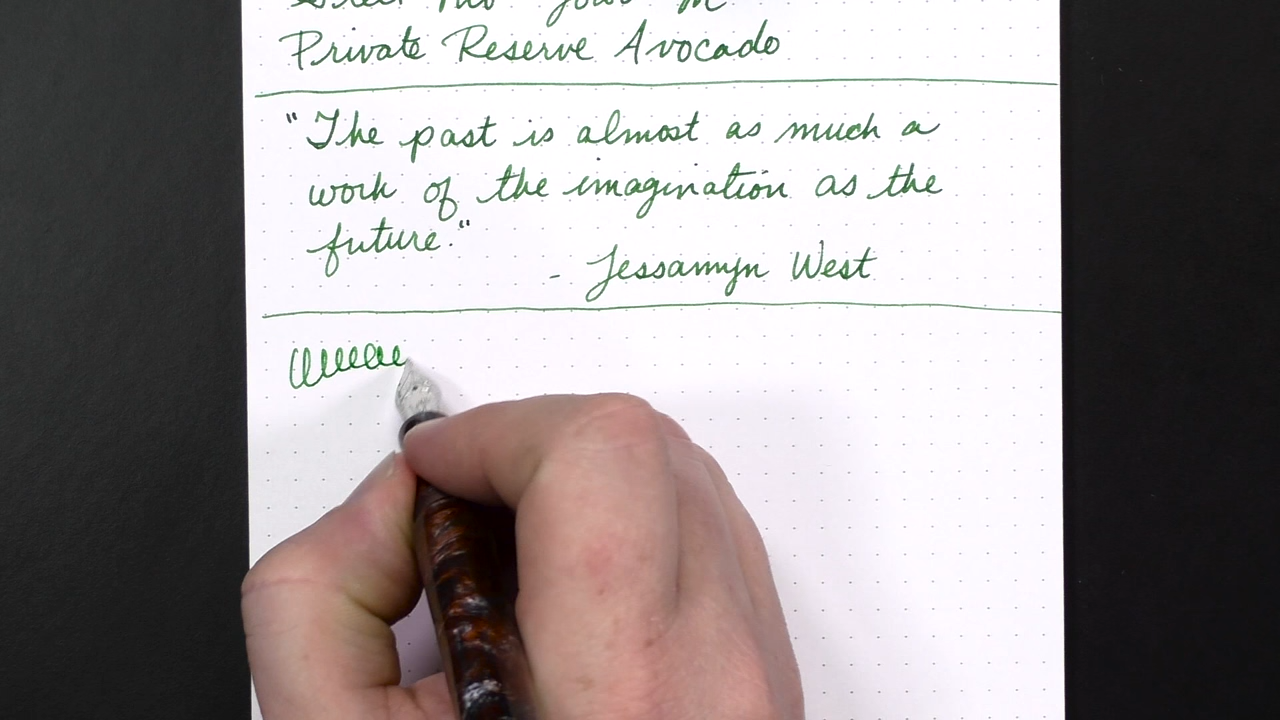 Private Reserve Avocado
"The past is almost as much a
work of the imagination as the
future."
- Jessamyn West